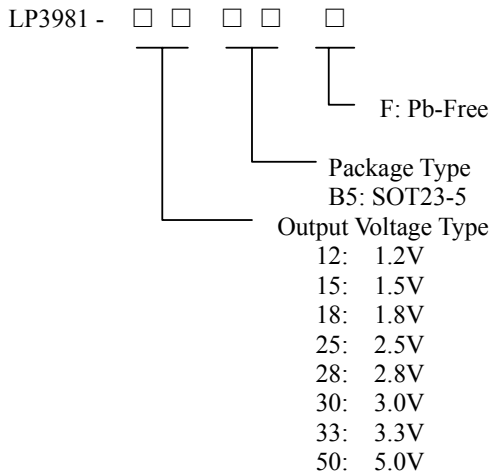 LP3981 - □ □ □ □ □
F: Pb-Free
Package Type
B5: SOT23-5
Output Voltage Type
12: 1.2V
15: 1.5V
18: 1.8V
25: 2.5V
28: 2.8V
30: 3.0V
33: 3.3V
50: 5.0V